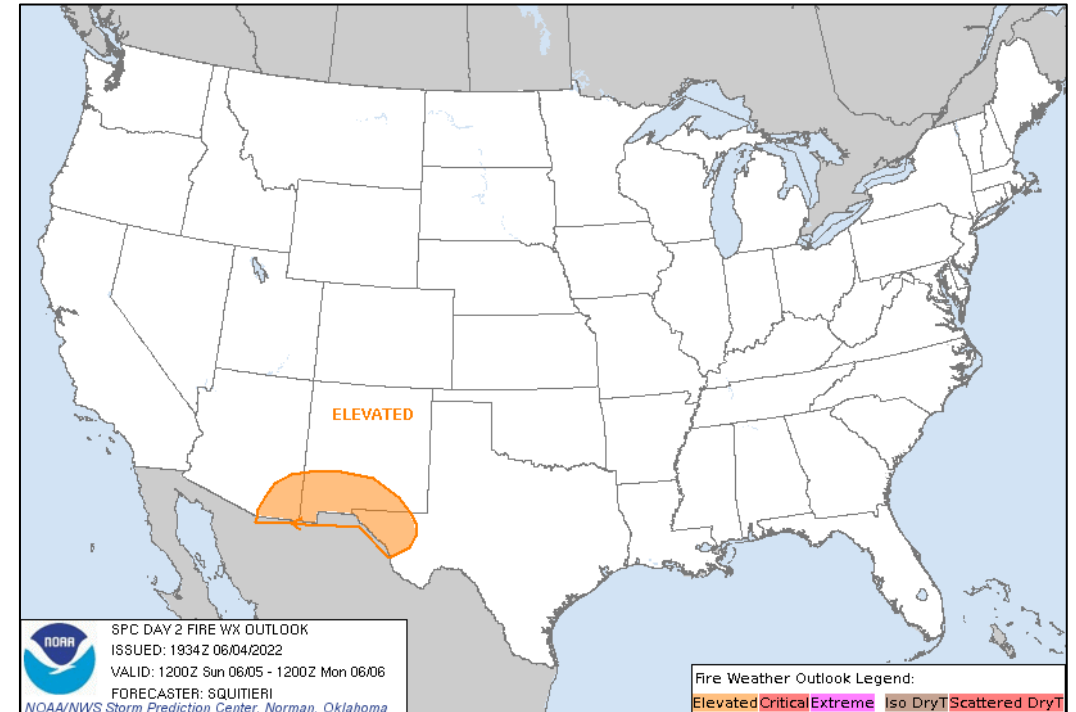 ELEVATED
NOAA
SPC DAY 2 FIRE WX OUTLOOK
ISSUED: 1934Z 06/04/2022
VALID: 1200Z Sun 06/05 - 1200Z Mon 06/06
FORECASTER: SQUITIERI
NOAA/NWS Storm Prediction Center, Norman, Oklahoma
Fire Weather Outlook Legend:
Elevated Critical Extreme Iso DryT Scattered DryT